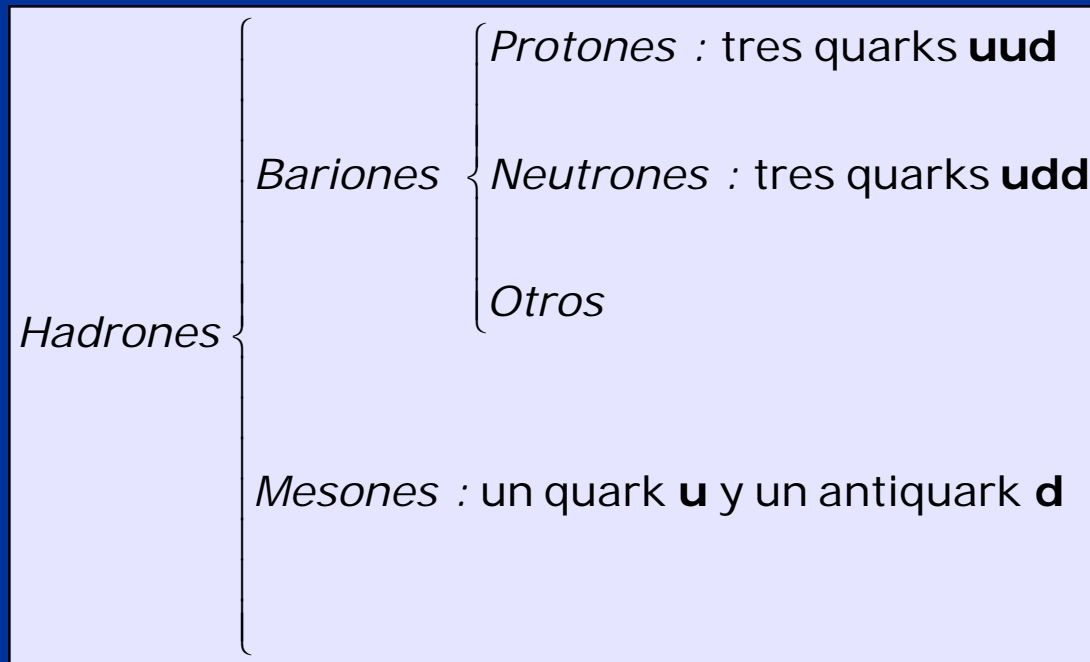 Protones : tres quarks uud
Bariones
Neutrones : tres quarks udd
Otros
Hadrones
Mesones : un quark u y un antiquark d